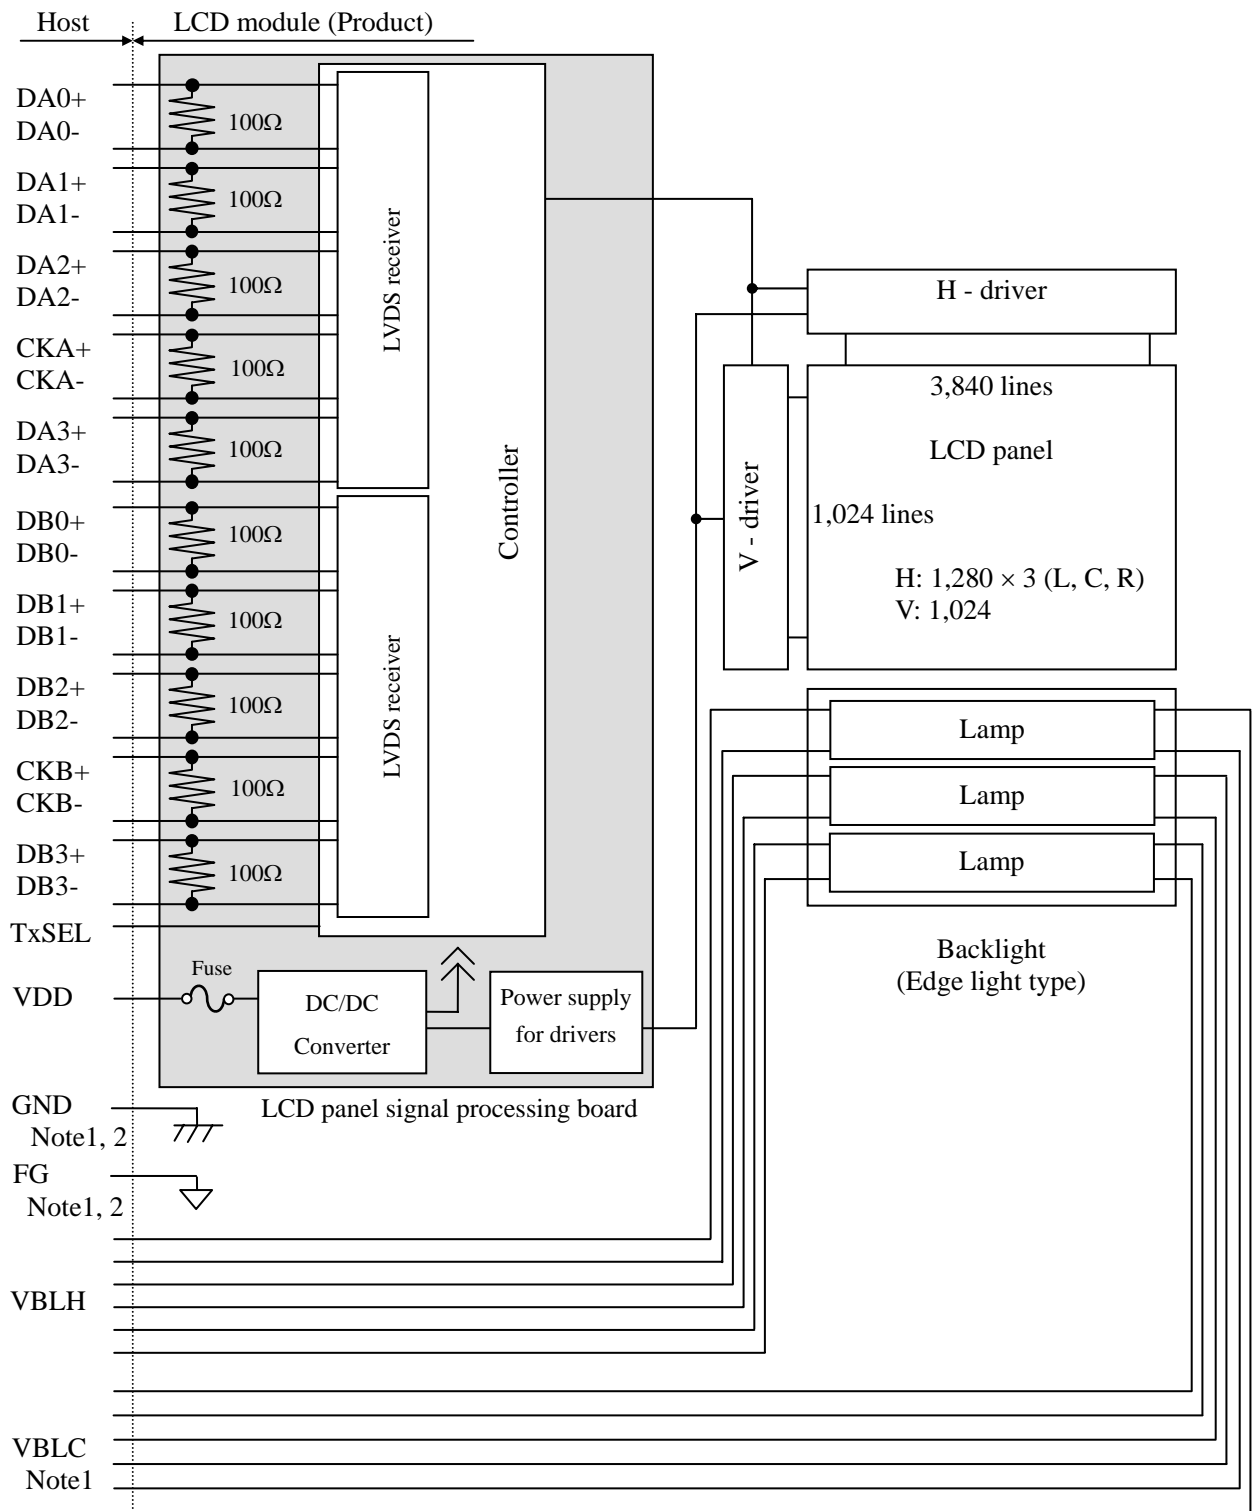 Host
LCD module (Product)
DA0+
DA0-
100Ω
DA1+
DA1-
100Ω
DA2+
DA2-
100Ω
CKA+
CKA-
100Ω
DA3+
DA3-
100Ω
LVDS receiver
DB0+
DB0-
100Ω
DB1+
DB1-
100Ω
DB2+
DB2-
100Ω
CKB+
CKB-
100Ω
DB3+
DB3-
100Ω
LVDS receiver
Controller
TxSEL
VDD
Fuse
DC/DC
Converter
Power supply
for drivers
LCD panel signal processing board
H - driver
V - driver
3,840 lines
LCD panel
1,024 lines
H: 1,280 × 3 (L, C, R)
V: 1,024
Lamp
Lamp
Lamp
Backlight
(Edge light type)
GND
Note1, 2
FG
Note1, 2
VBLH
VBLC
Note1